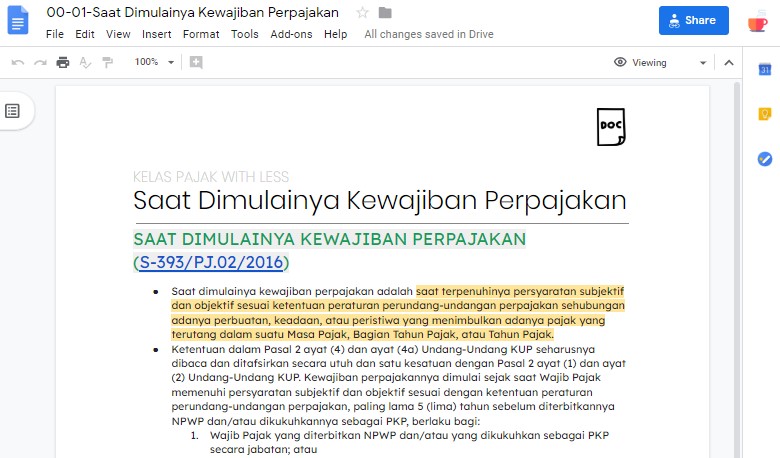 00-01-Saat Dimulainya Kewajiban Perpajakan
File Edit View Insert Format Tools Add-ons Help All changes saved in Drive
Share
100%
Viewing
31
DOC
KELAS PAJAK WITH LESS
Saat Dimulainya Kewajiban Perpajakan
SAAT DIMULAINYA KEWAJIBAN PERPAJAKAN
(S-393/PJ.02/2016)
• Saat dimulainya kewajiban perpajakan adalah saat terpenuhinya persyaratan subjektif
dan objektif sesuai ketentuan peraturan perundang-undangan perpajakan sehubungan
adanya perbuatan, keadaan, atau peristiwa yang menimbulkan adanya pajak yang
terutang dalam suatu Masa Pajak, Bagian Tahun Pajak, atau Tahun Pajak.
• Ketentuan dalam Pasal 2 ayat (4) dan ayat (4a) Undang-Undang KUP seharusnya
dibaca dan ditafsirkan secara utuh dan satu kesatuan dengan Pasal 2 ayat (1) dan ayat
(2) Undang-Undang KUP. Kewajiban perpajakannya dimulai sejak saat Wajib Pajak
memenuhi persyaratan subjektif dan objektif sesuai dengan ketentuan peraturan
perundang-undangan perpajakan, paling lama 5 (lima) tahun sebelum diterbitkannya
NPWP dan/atau dikukuhkannya sebagai PKP, berlaku bagi:
1. Wajib Pajak yang diterbitkan NPWP dan/atau yang dikukuhkan sebagai PKP
secara jabatan; atau